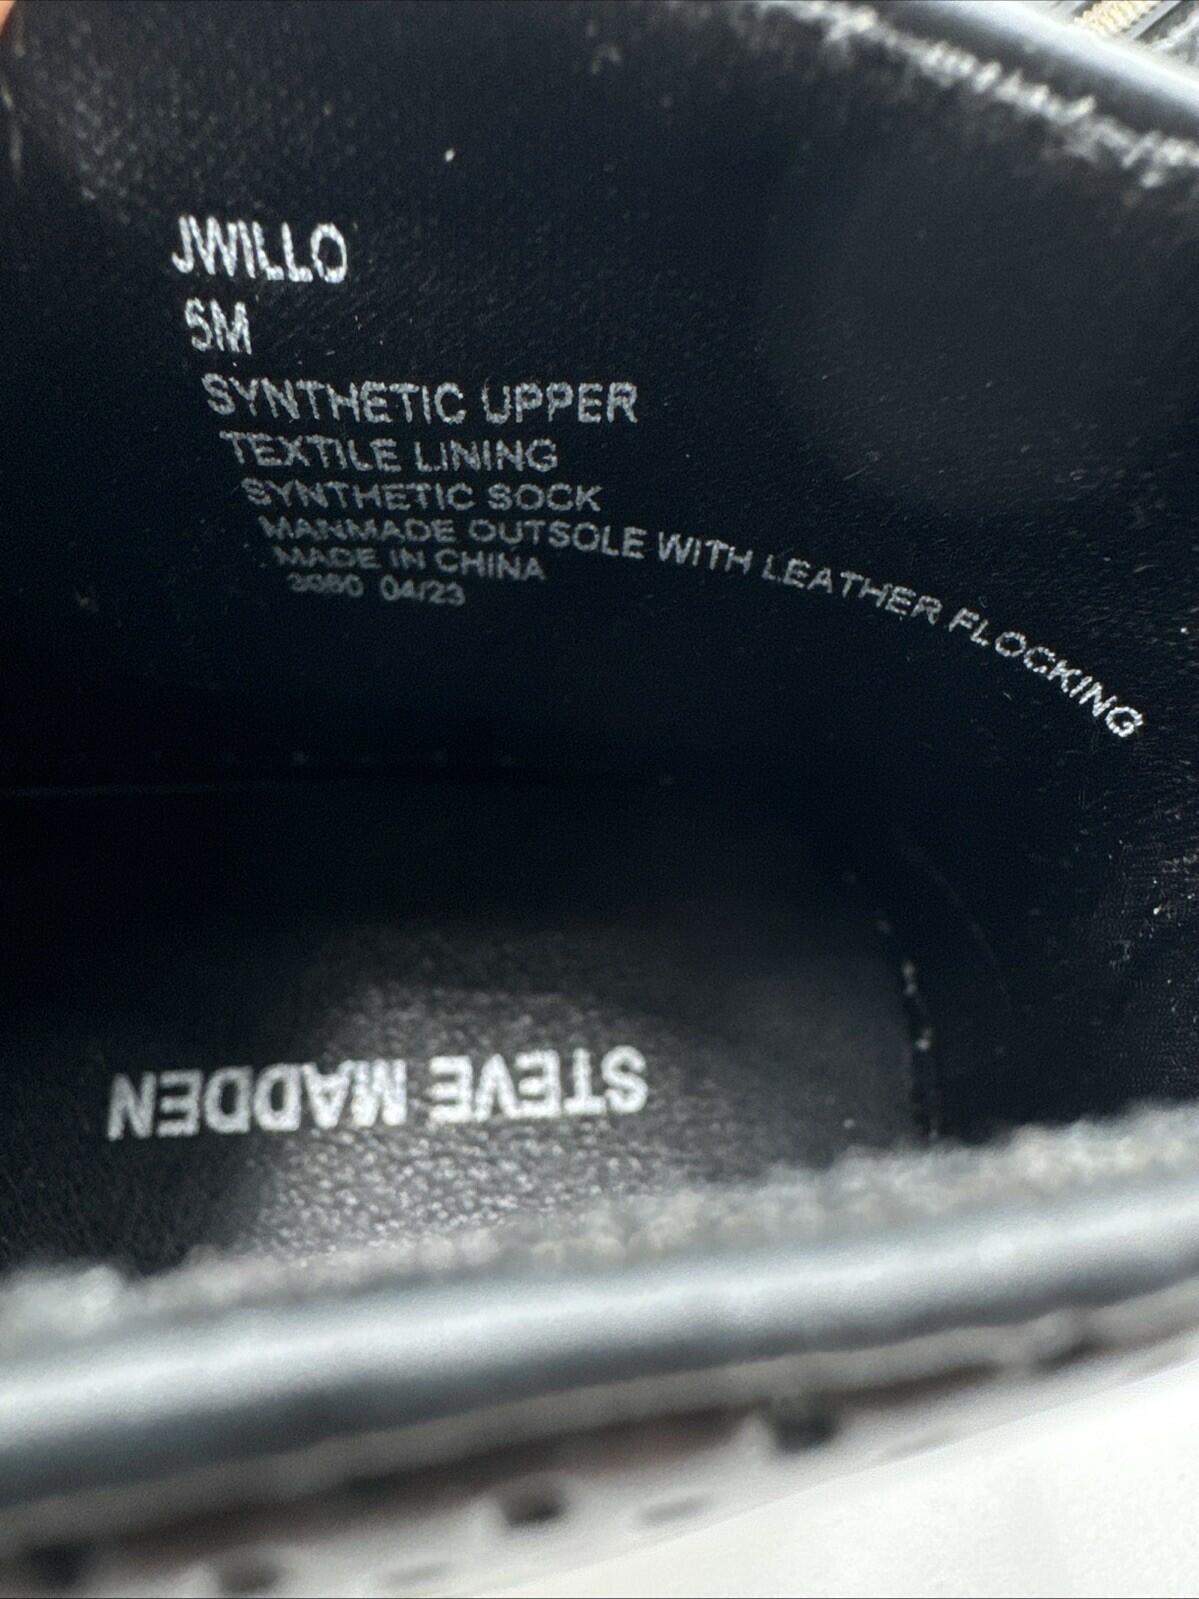 JWILLO
5M
SYNTHETIC UPPER
TEXTILE LINING
SYNTHETIC SOCK
MANMADE OUTSOLE WITH LEATHER FLOCKING
MADE IN CHINA
04/23
STEVE MADDEN